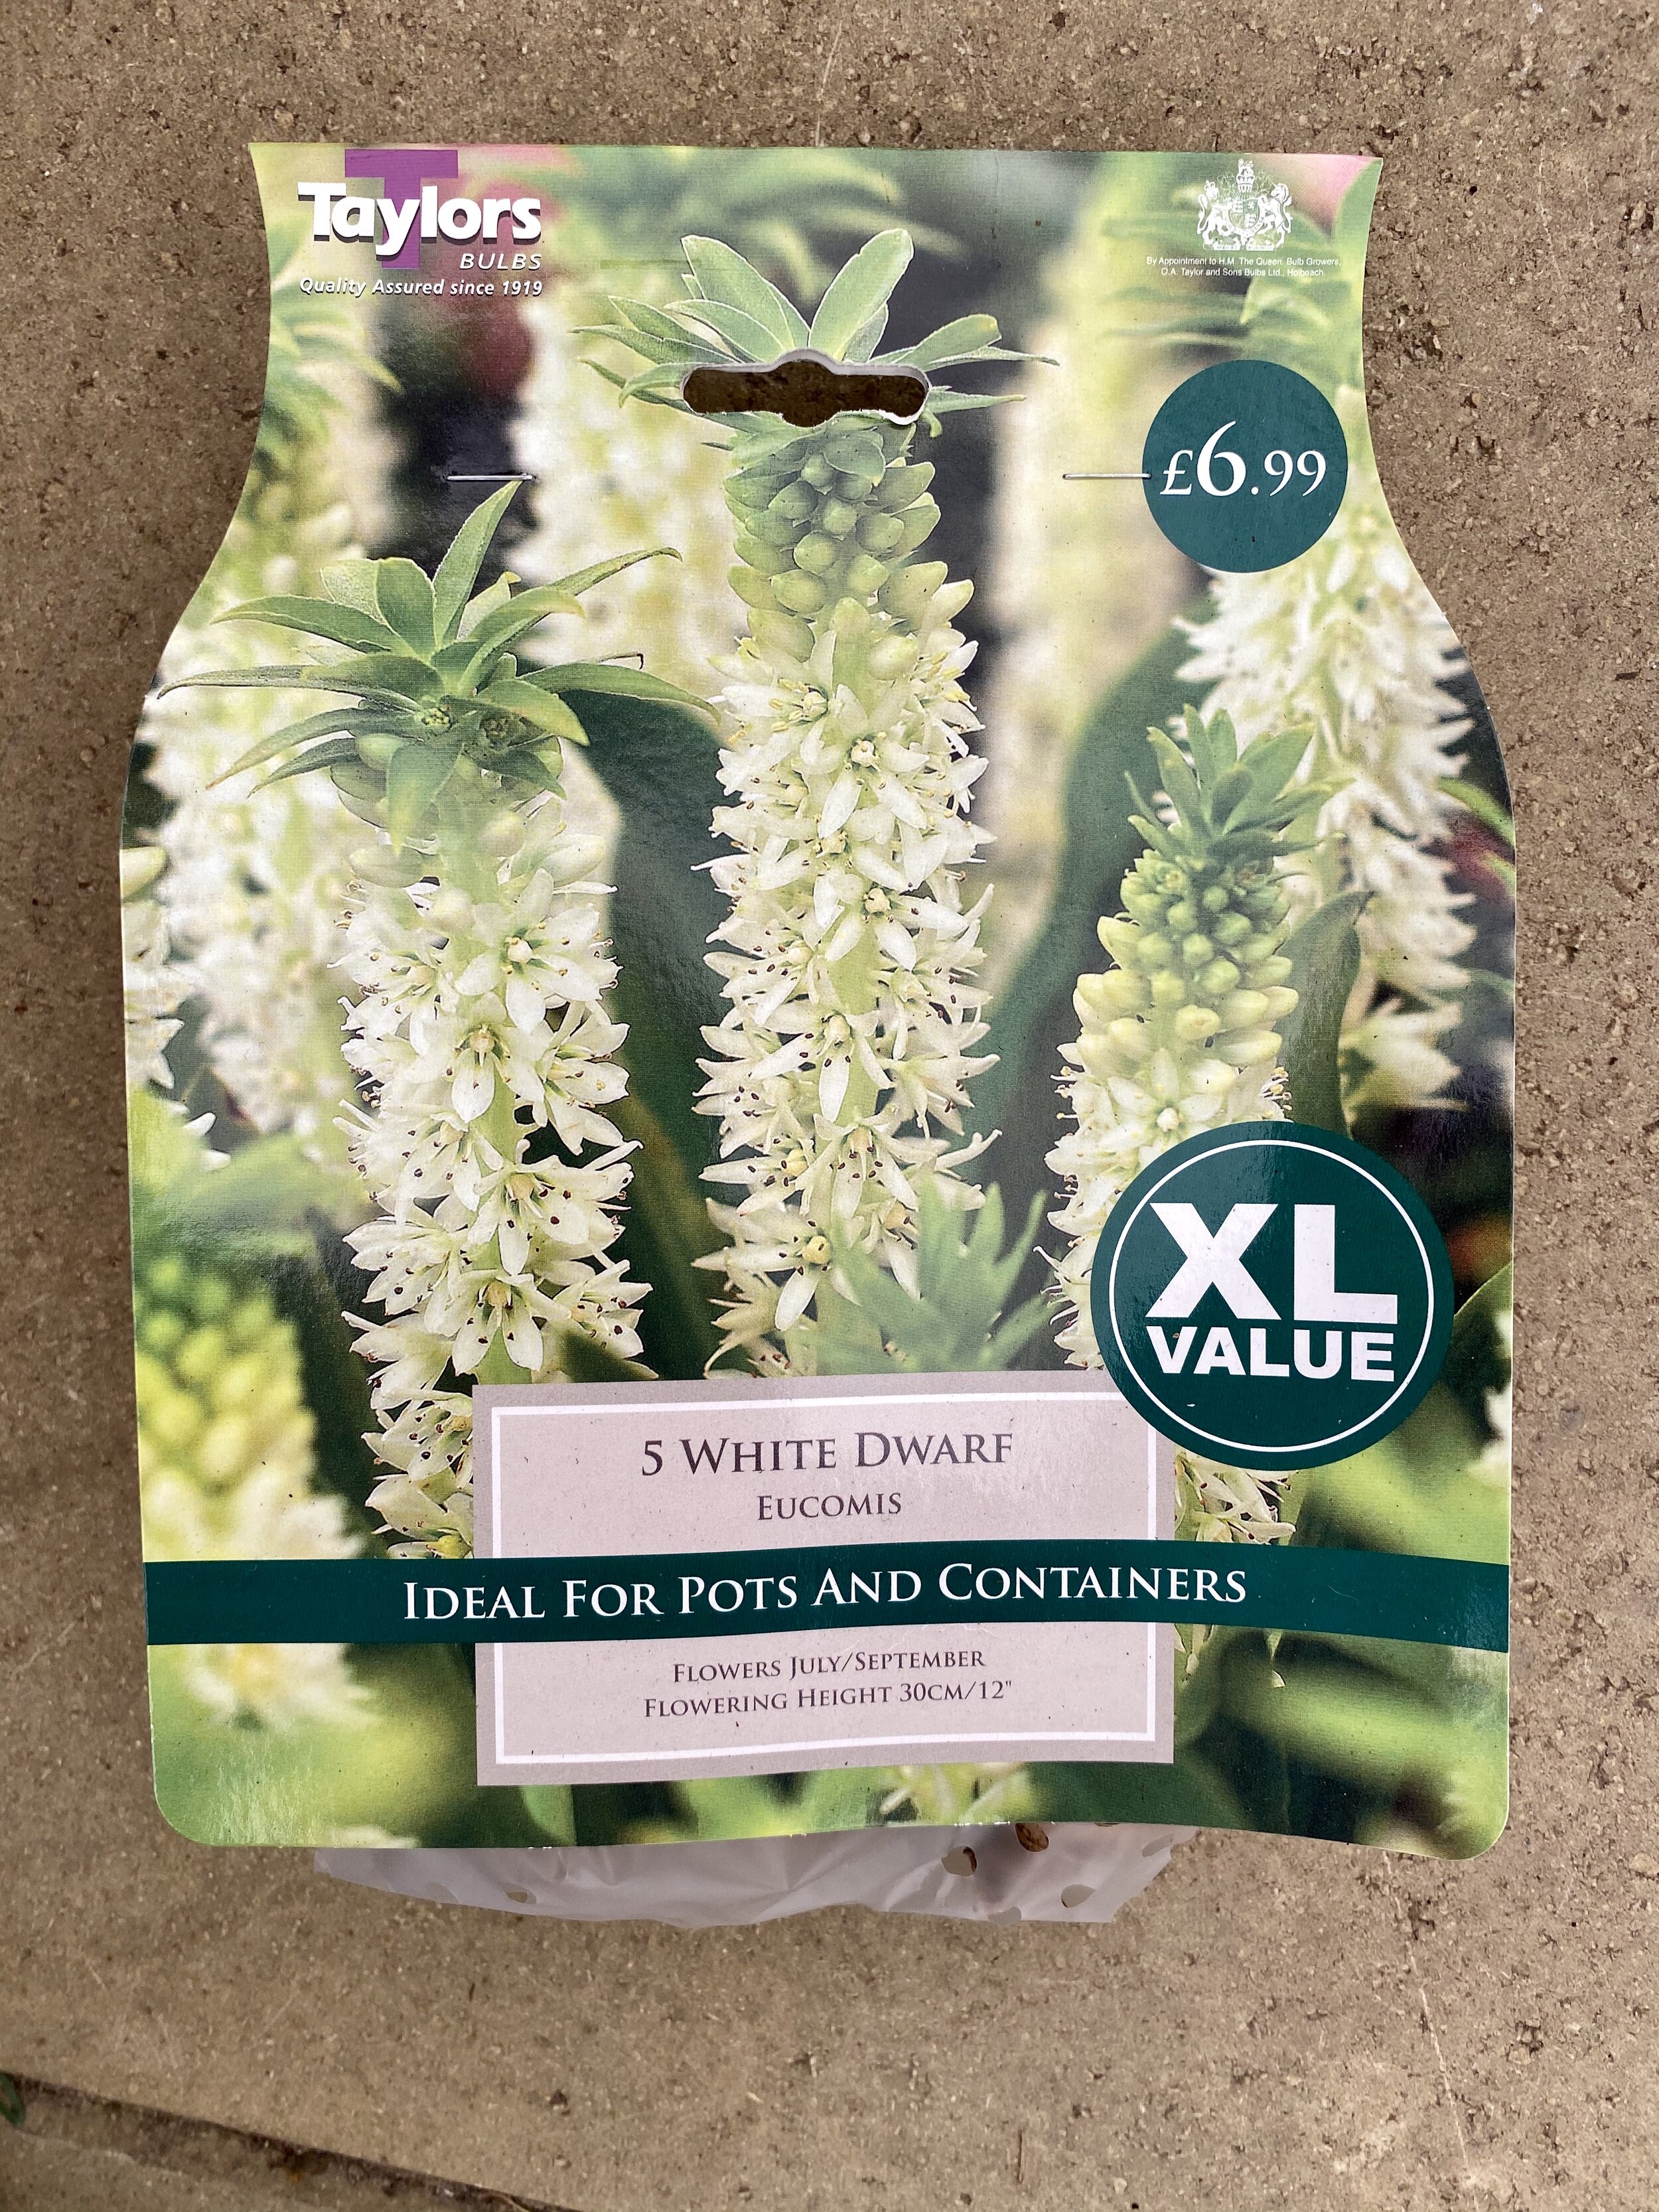 Taylors
BULBS
Quality Assured since 1919
By Appointment to H.M. The Queen. Bulb Growers,
O.A. Taylor and Sons Bulbs Ltd., Holbeach.
£6.99
XL
VALUE
5 WHITE DWARF
EUCOMIS
IDEAL FOR POTS AND CONTAINERS
FLOWERS JULY/SEPTEMBER
FLOWERING HEIGHT 30CM/12"